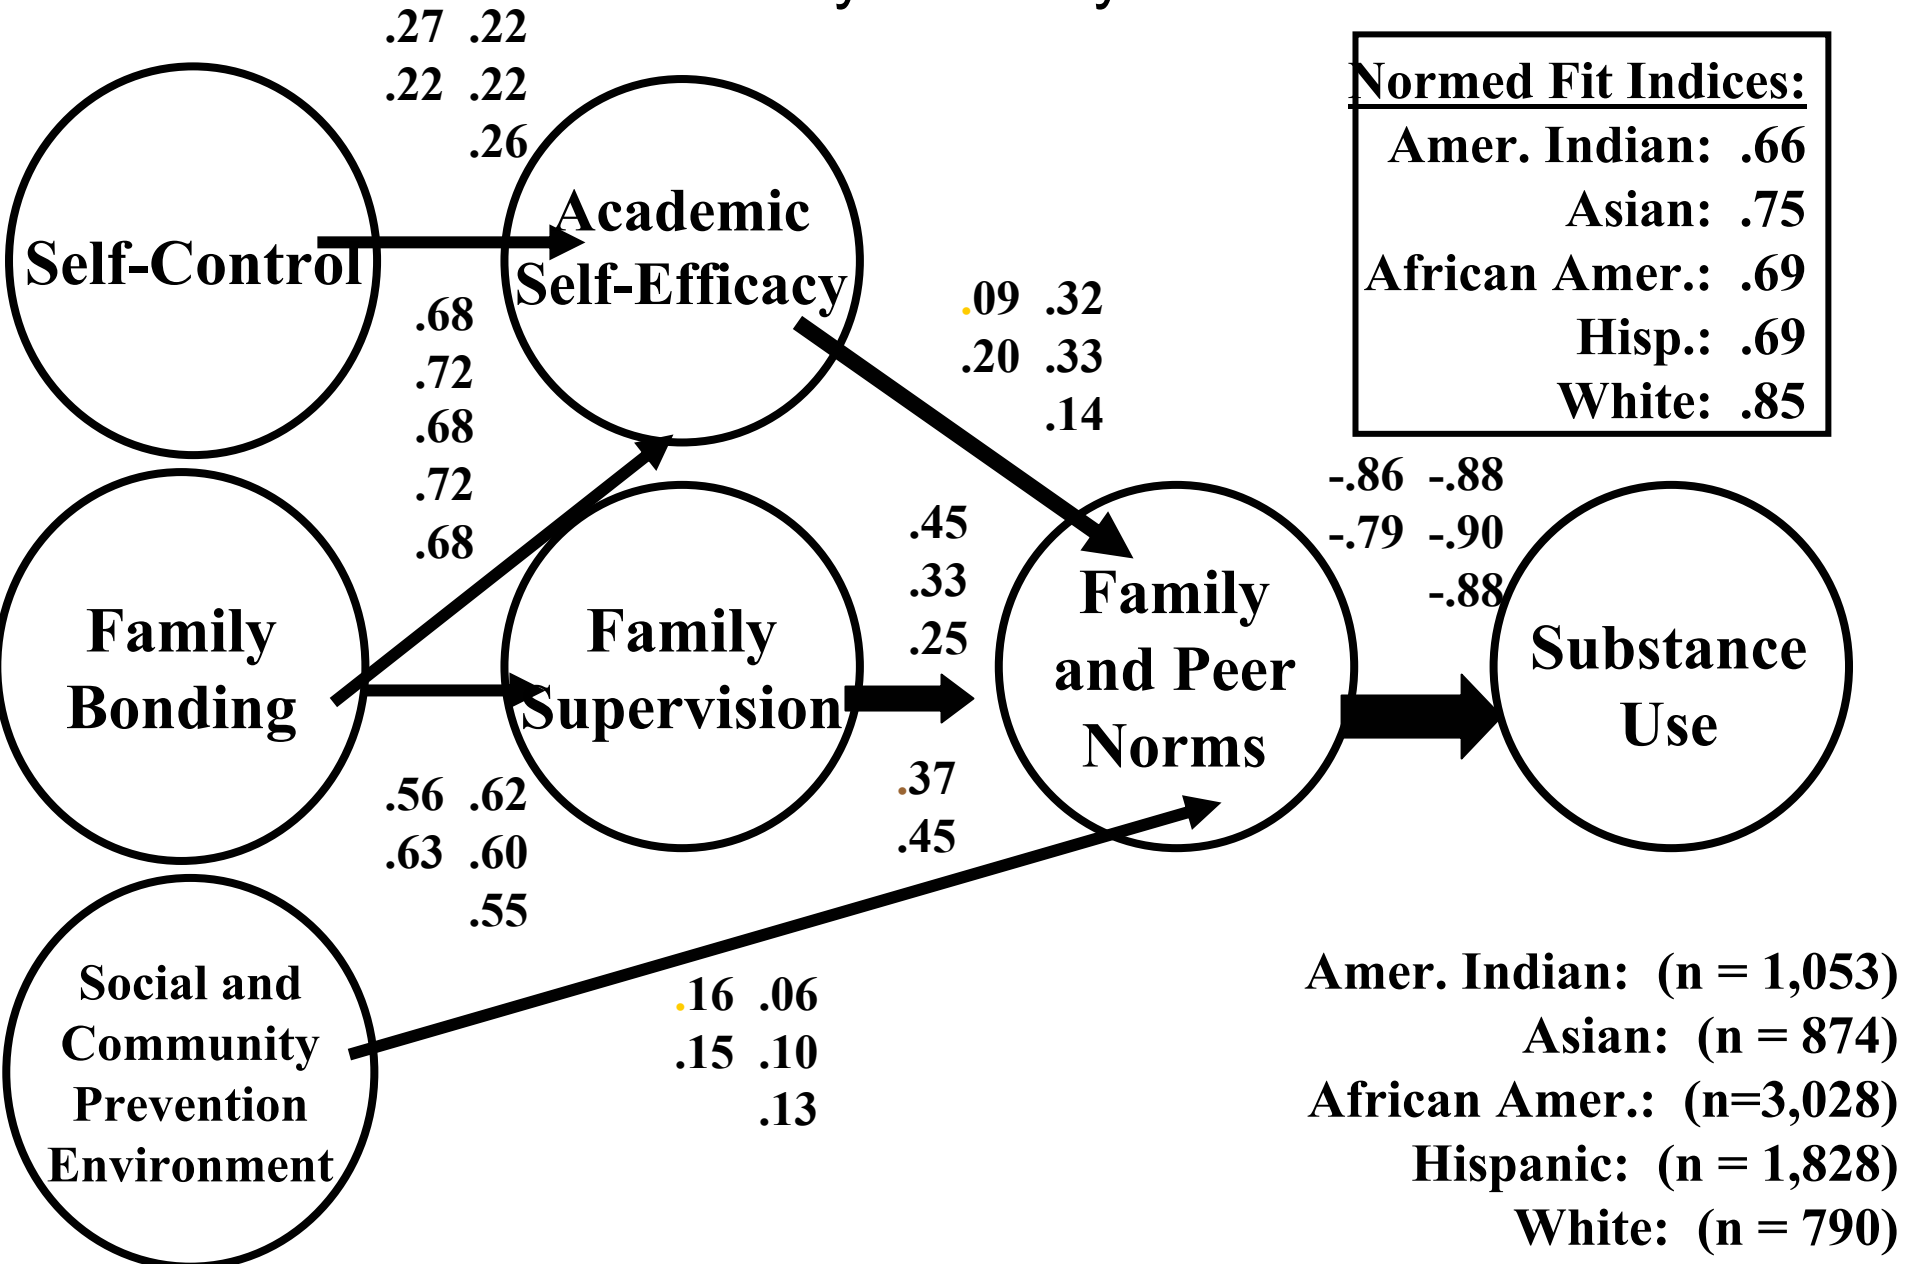 .27 .22
.22 .22
.26
Normed Fit Indices:
Amer. Indian: .66
Asian: .75
African Amer.: .69
Hisp.: .69
White: .85
Self-Control
Academic
Self-Efficacy
.68
.72
.68
.72
.68
.09 .32
.20 .33
.14
-.86 -.88
-.79 -.90
-.88
Family
Bonding
Family
Supervision
.45
.33
.25
.37
.45
Family
and Peer
Norms
Substance
Use
.56 .62
.63 .60
.55
Social and
Community
Prevention
Environment
.16 .06
.15 .10
.13
Amer. Indian: (n = 1,053)
Asian: (n = 874)
African Amer.: (n=3,028)
Hispanic: (n = 1,828)
White: (n = 790)